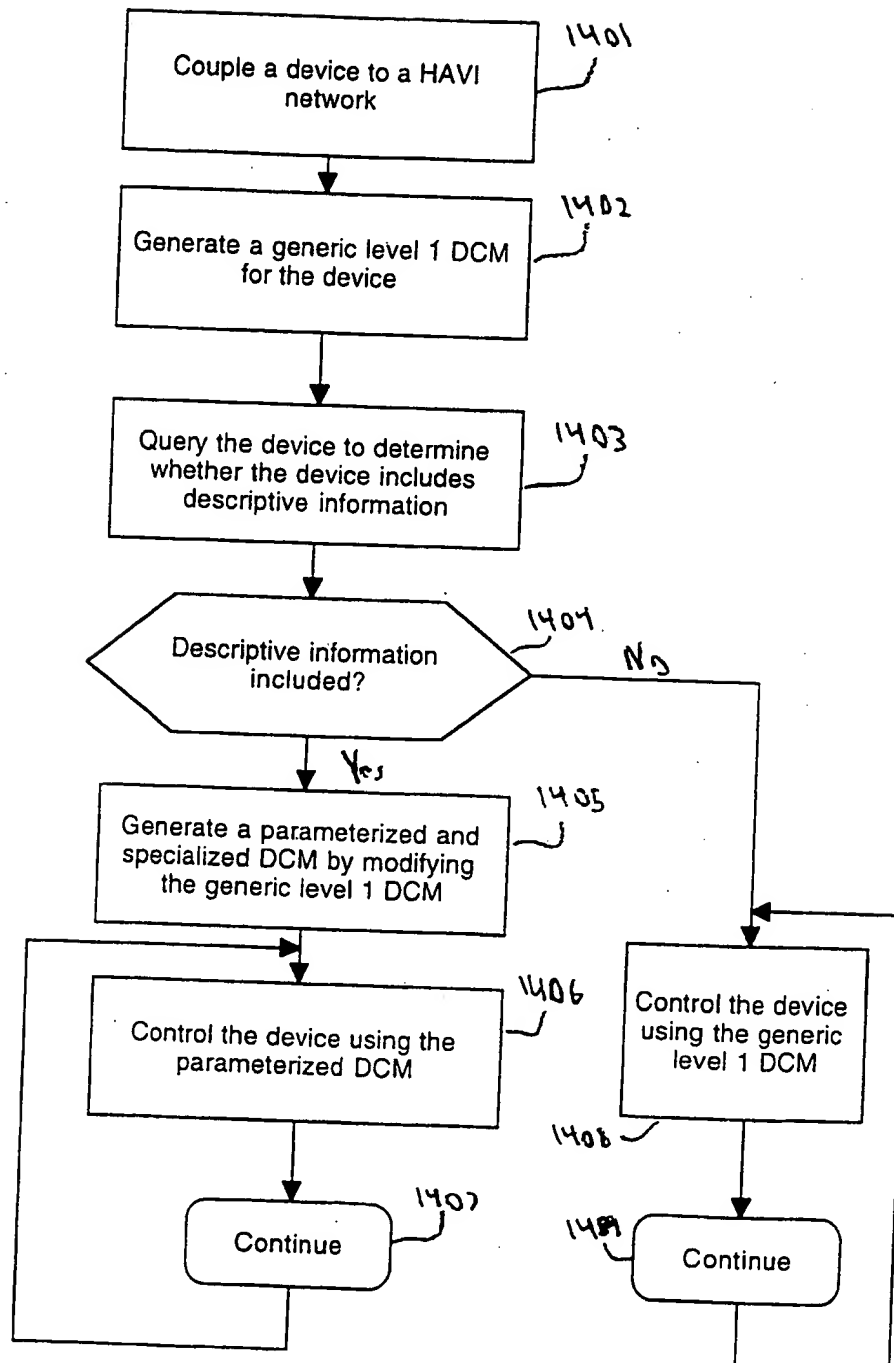 1401
Couple a device to a HAVI
network
1402
Generate a generic level 1 DCM
for the device
1403
Query the device to determine
whether the device includes
descriptive information
1404
Descriptive information
included?
No
Yes
1405
Generate a parameterized and
specialized DCM by modifying
the generic level 1 DCM
1406
Control the device using the
parameterized DCM
Control the device
using the generic
level 1 DCM
1408
1407
Continue
1409
Continue